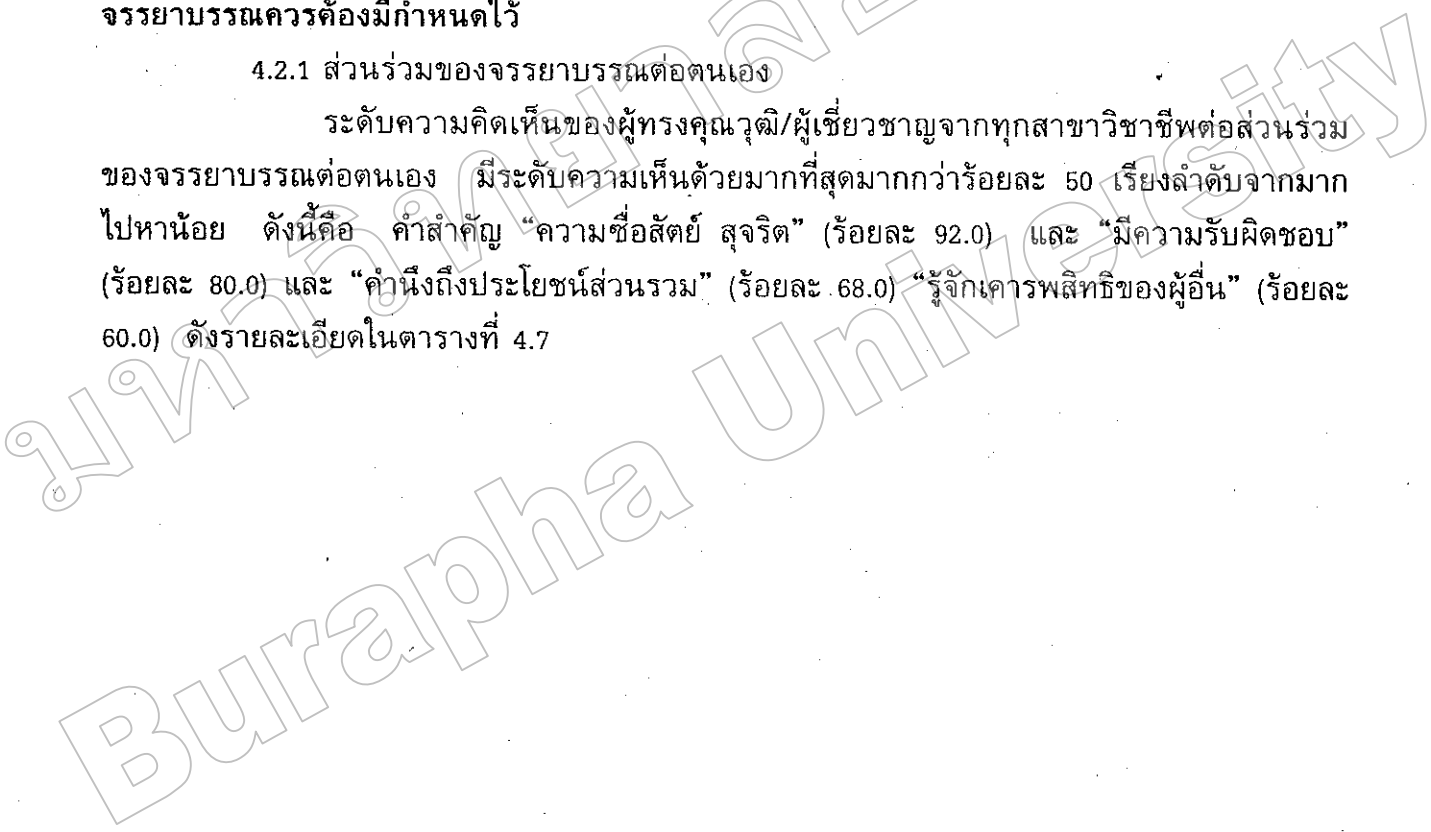 จรรยาบรรณควรต้องมีกำหนดไว้
4.2.1 ส่วนร่วมของจรรยาบรรณต่อตนเอง
ระดับความคิดเห็นของผู้ทรงคุณวุฒิ/ผู้เชี่ยวชาญจากทุกสาขาวิชาชีพต่อส่วนร่วม
ของจรรยาบรรณต่อตนเอง มีระดับความเห็นด้วยมากที่สุดมากกว่าร้อยละ 50 เรียงลำดับจากมาก
ไปหาน้อย ดังนี้คือ คำสำคัญ “ความซื่อสัตย์ สุจริต” (ร้อยละ 92.0) และ “มีความรับผิดชอบ”
(ร้อยละ 80.0) และ “คำนึงถึงประโยชน์ส่วนรวม” (ร้อยละ 68.0) “รู้จักเคารพสิทธิของผู้อื่น” (ร้อยละ
60.0) ดังรายละเอียดในตารางที่ 4.7
Burapha University